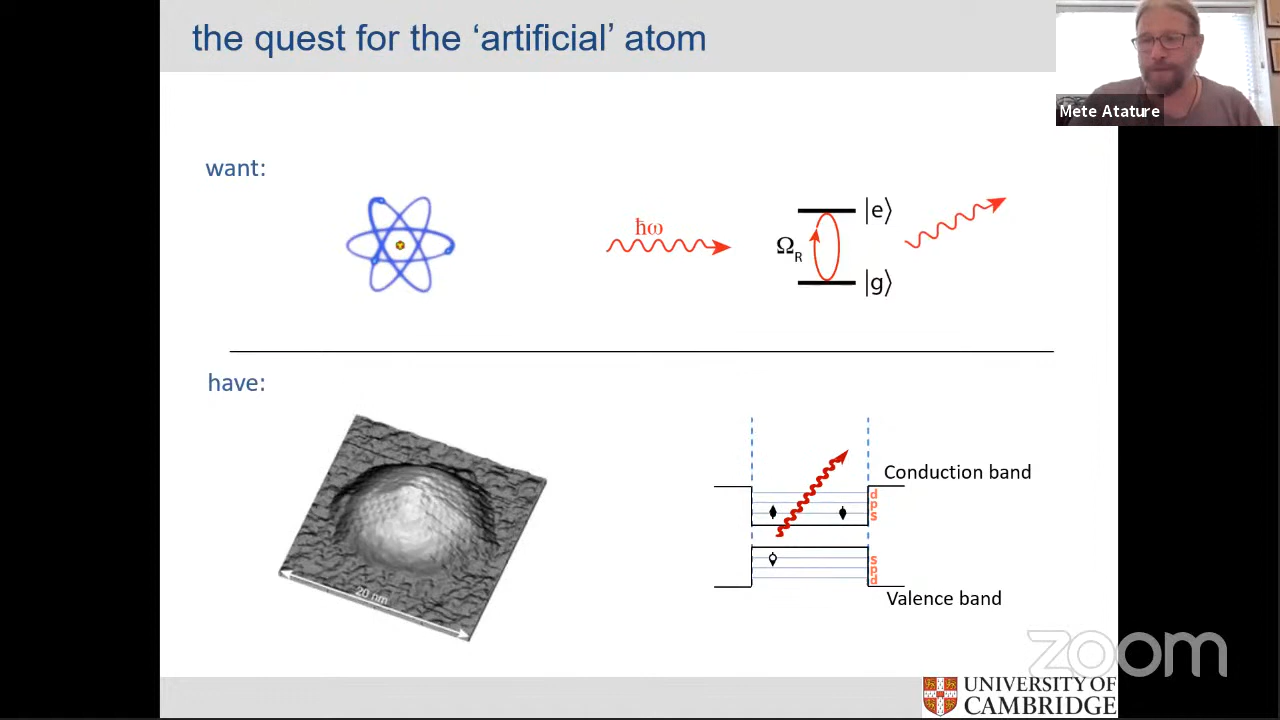 the quest for the ‘artificial’ atom
Mete Atature
want:
ħω
Ω_R
|e⟩
|g⟩
have:
20 nm
Conduction band
d
p
s
s
p
d
Valence band
zoom
UNIVERSITY OF
CAMBRIDGE